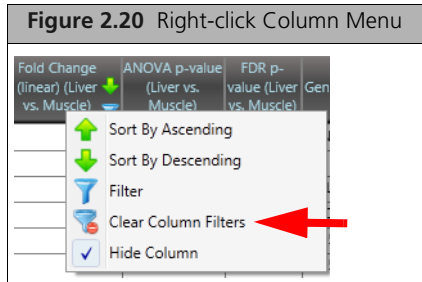 Figure 2.20 Right-click Column Menu
Fold Change ANOVA p-value FDR p-
(linear) (Liver (Liver vs. value (Liver Gen
vs. Muscle) Muscle) vs. Muscle)
Sort By Ascending
Sort By Descending
Filter
Clear Column Filters
Hide Column